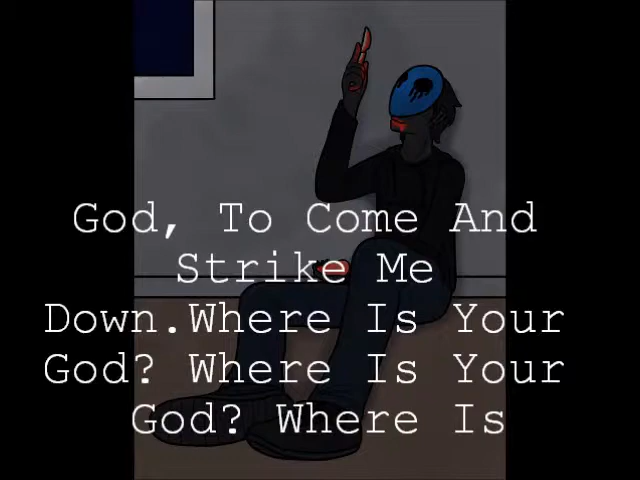 God, To Come And
Strike Me
Down.Where Is Your
God? Where Is Your
God? Where Is